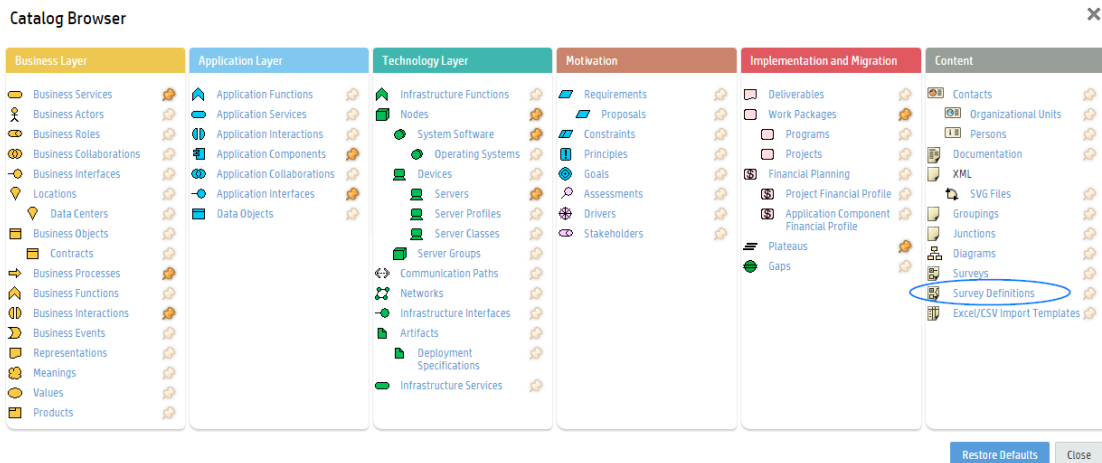 Catalog Browser
Business Layer
Business Services
Business Actors
Business Roles
Business Collaborations
Business Interfaces
Locations
Data Centers
Business Objects
Contracts
Business Processes
Business Functions
Business Interactions
Business Events
Representations
Meanings
Values
Products
Application Layer
Application Functions
Application Services
Application Interactions
Application Components
Application Collaborations
Application Interfaces
Data Objects
Technology Layer
Infrastructure Functions
Nodes
System Software
Operating Systems
Devices
Servers
Server Profiles
Server Classes
Server Groups
Communication Paths
Networks
Infrastructure Interfaces
Artifacts
Deployment
Specifications
Infrastructure Services
Motivation
Requirements
Proposals
Constraints
Principles
Goals
Assessments
Drivers
Stakeholders
Implementation and Migration
Deliverables
Work Packages
Programs
Projects
Financial Planning
Project Financial Profile
Application Component
Financial Profile
Plateaus
Gaps
Content
Contacts
Organizational Units
Persons
Documentation
XML
SVG Files
Groupings
Junctions
Diagrams
Surveys
Survey Definitions
Excel/CSV Import Templates
Restore Defaults
Close